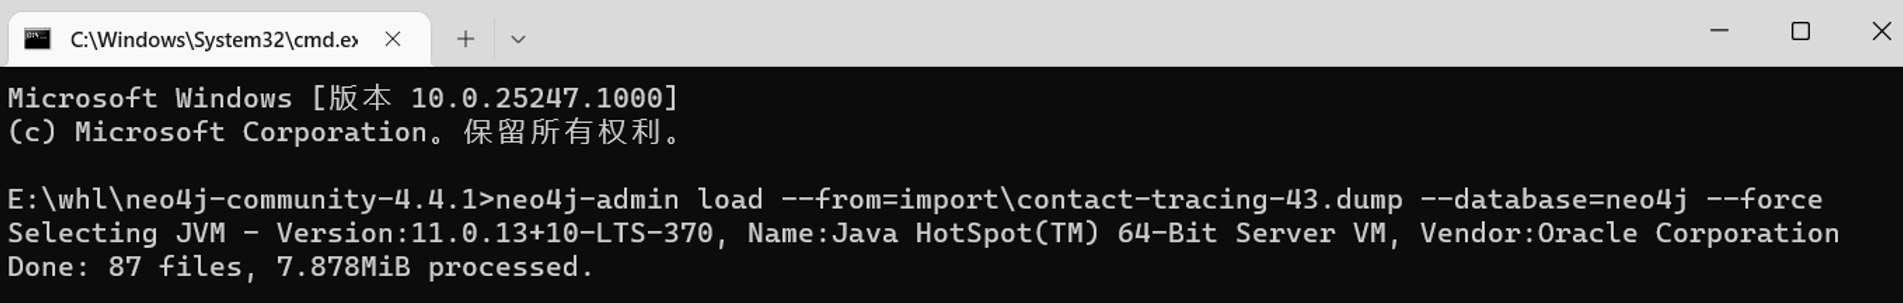 C:\Windows\System32\cmd.ex
Microsoft Windows [版本 10.0.25247.1000]
(c) Microsoft Corporation。保留所有权利。
E:\whl\neo4j-community-4.4.1>neo4j-admin load --from=import\contact-tracing-43.dump --database=neo4j --force
Selecting JVM - Version:11.0.13+10-LTS-370, Name:Java HotSpot(TM) 64-Bit Server VM, Vendor:Oracle Corporation
Done: 87 files, 7.878MiB processed.